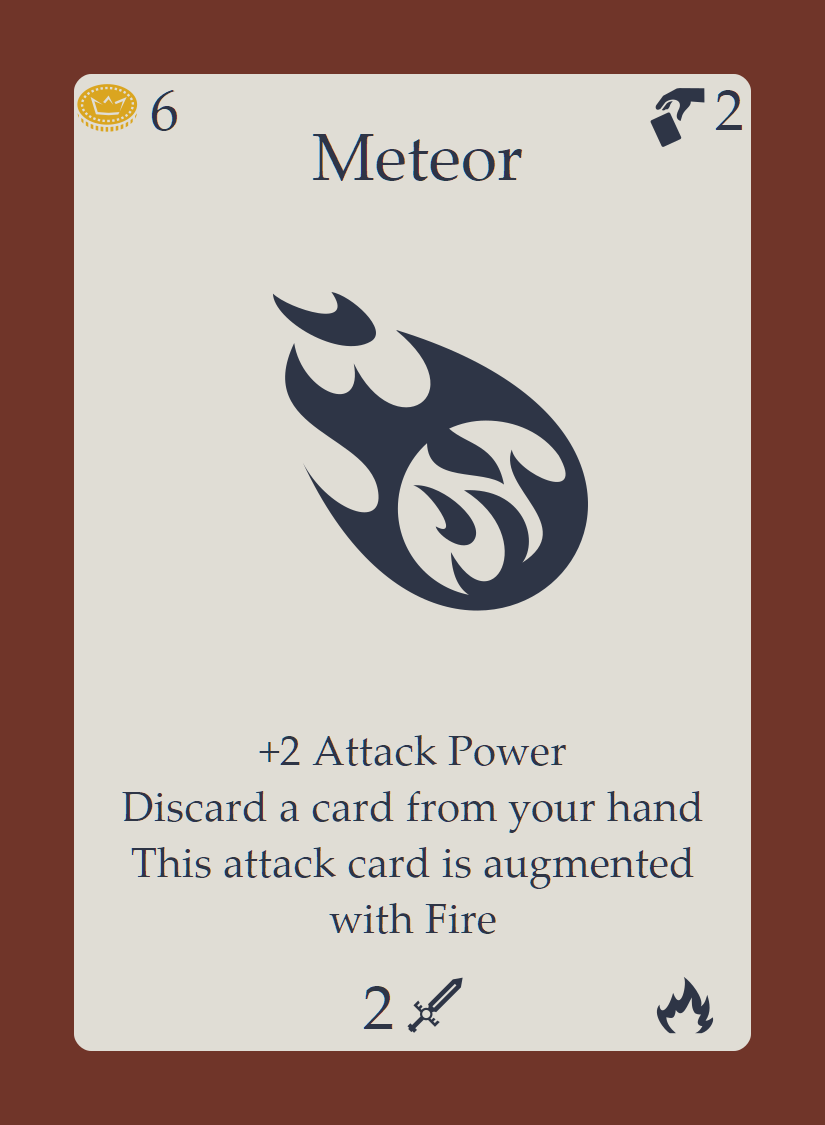 6
2
Meteor
+2 Attack Power
Discard a card from your hand
This attack card is augmented
with Fire
2